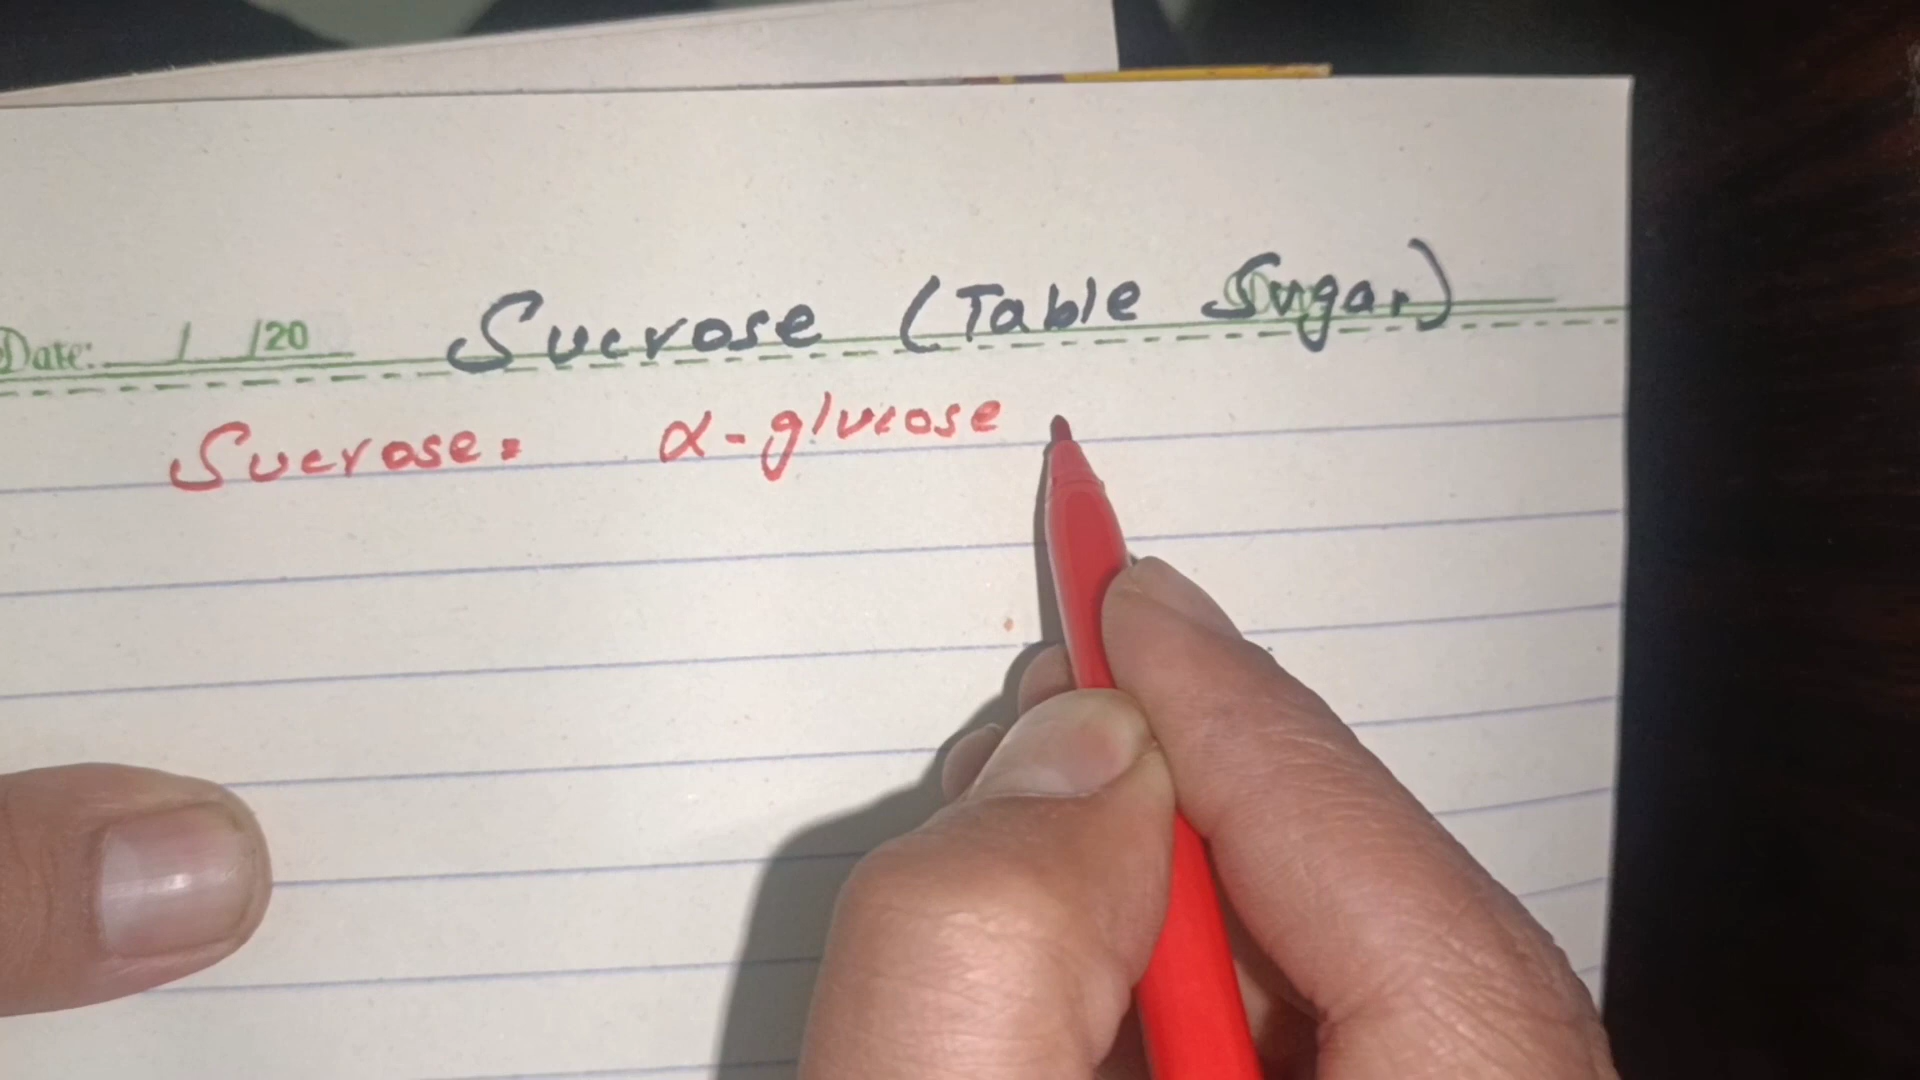 Date: / /20 Sucrose (Table Sugar)
Sucrose = α-glucose